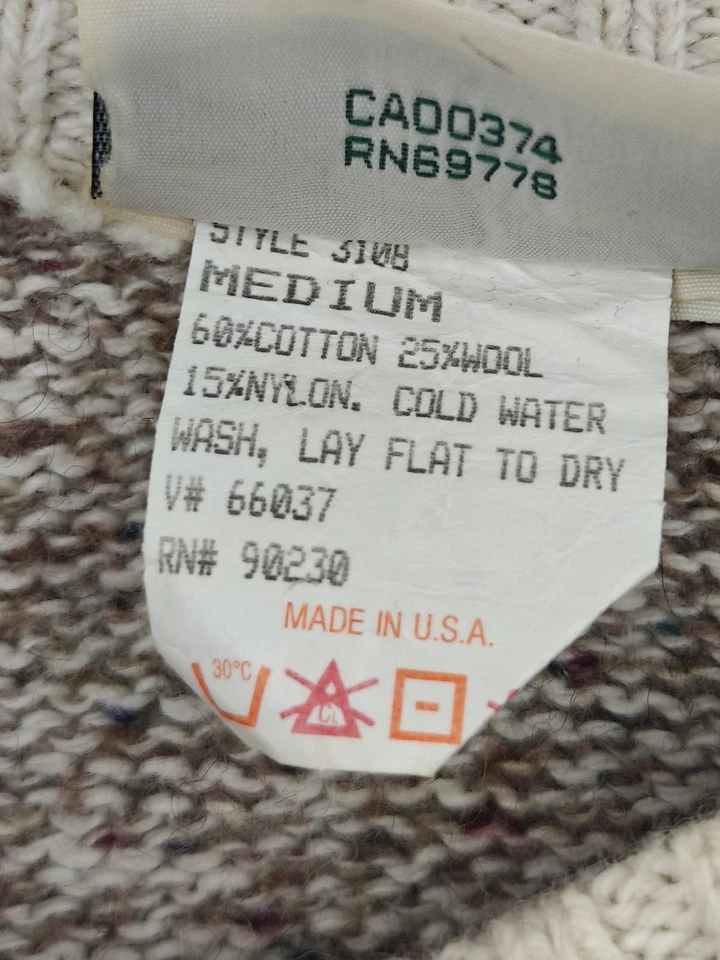 CA00374
RN69778
STYLE 3108
MEDIUM
60%COTTON 25%WOOL
15%NYLON. COLD WATER
WASH, LAY FLAT TO DRY
V# 66037
RN# 90230
MADE IN U.S.A.
30°C
CL